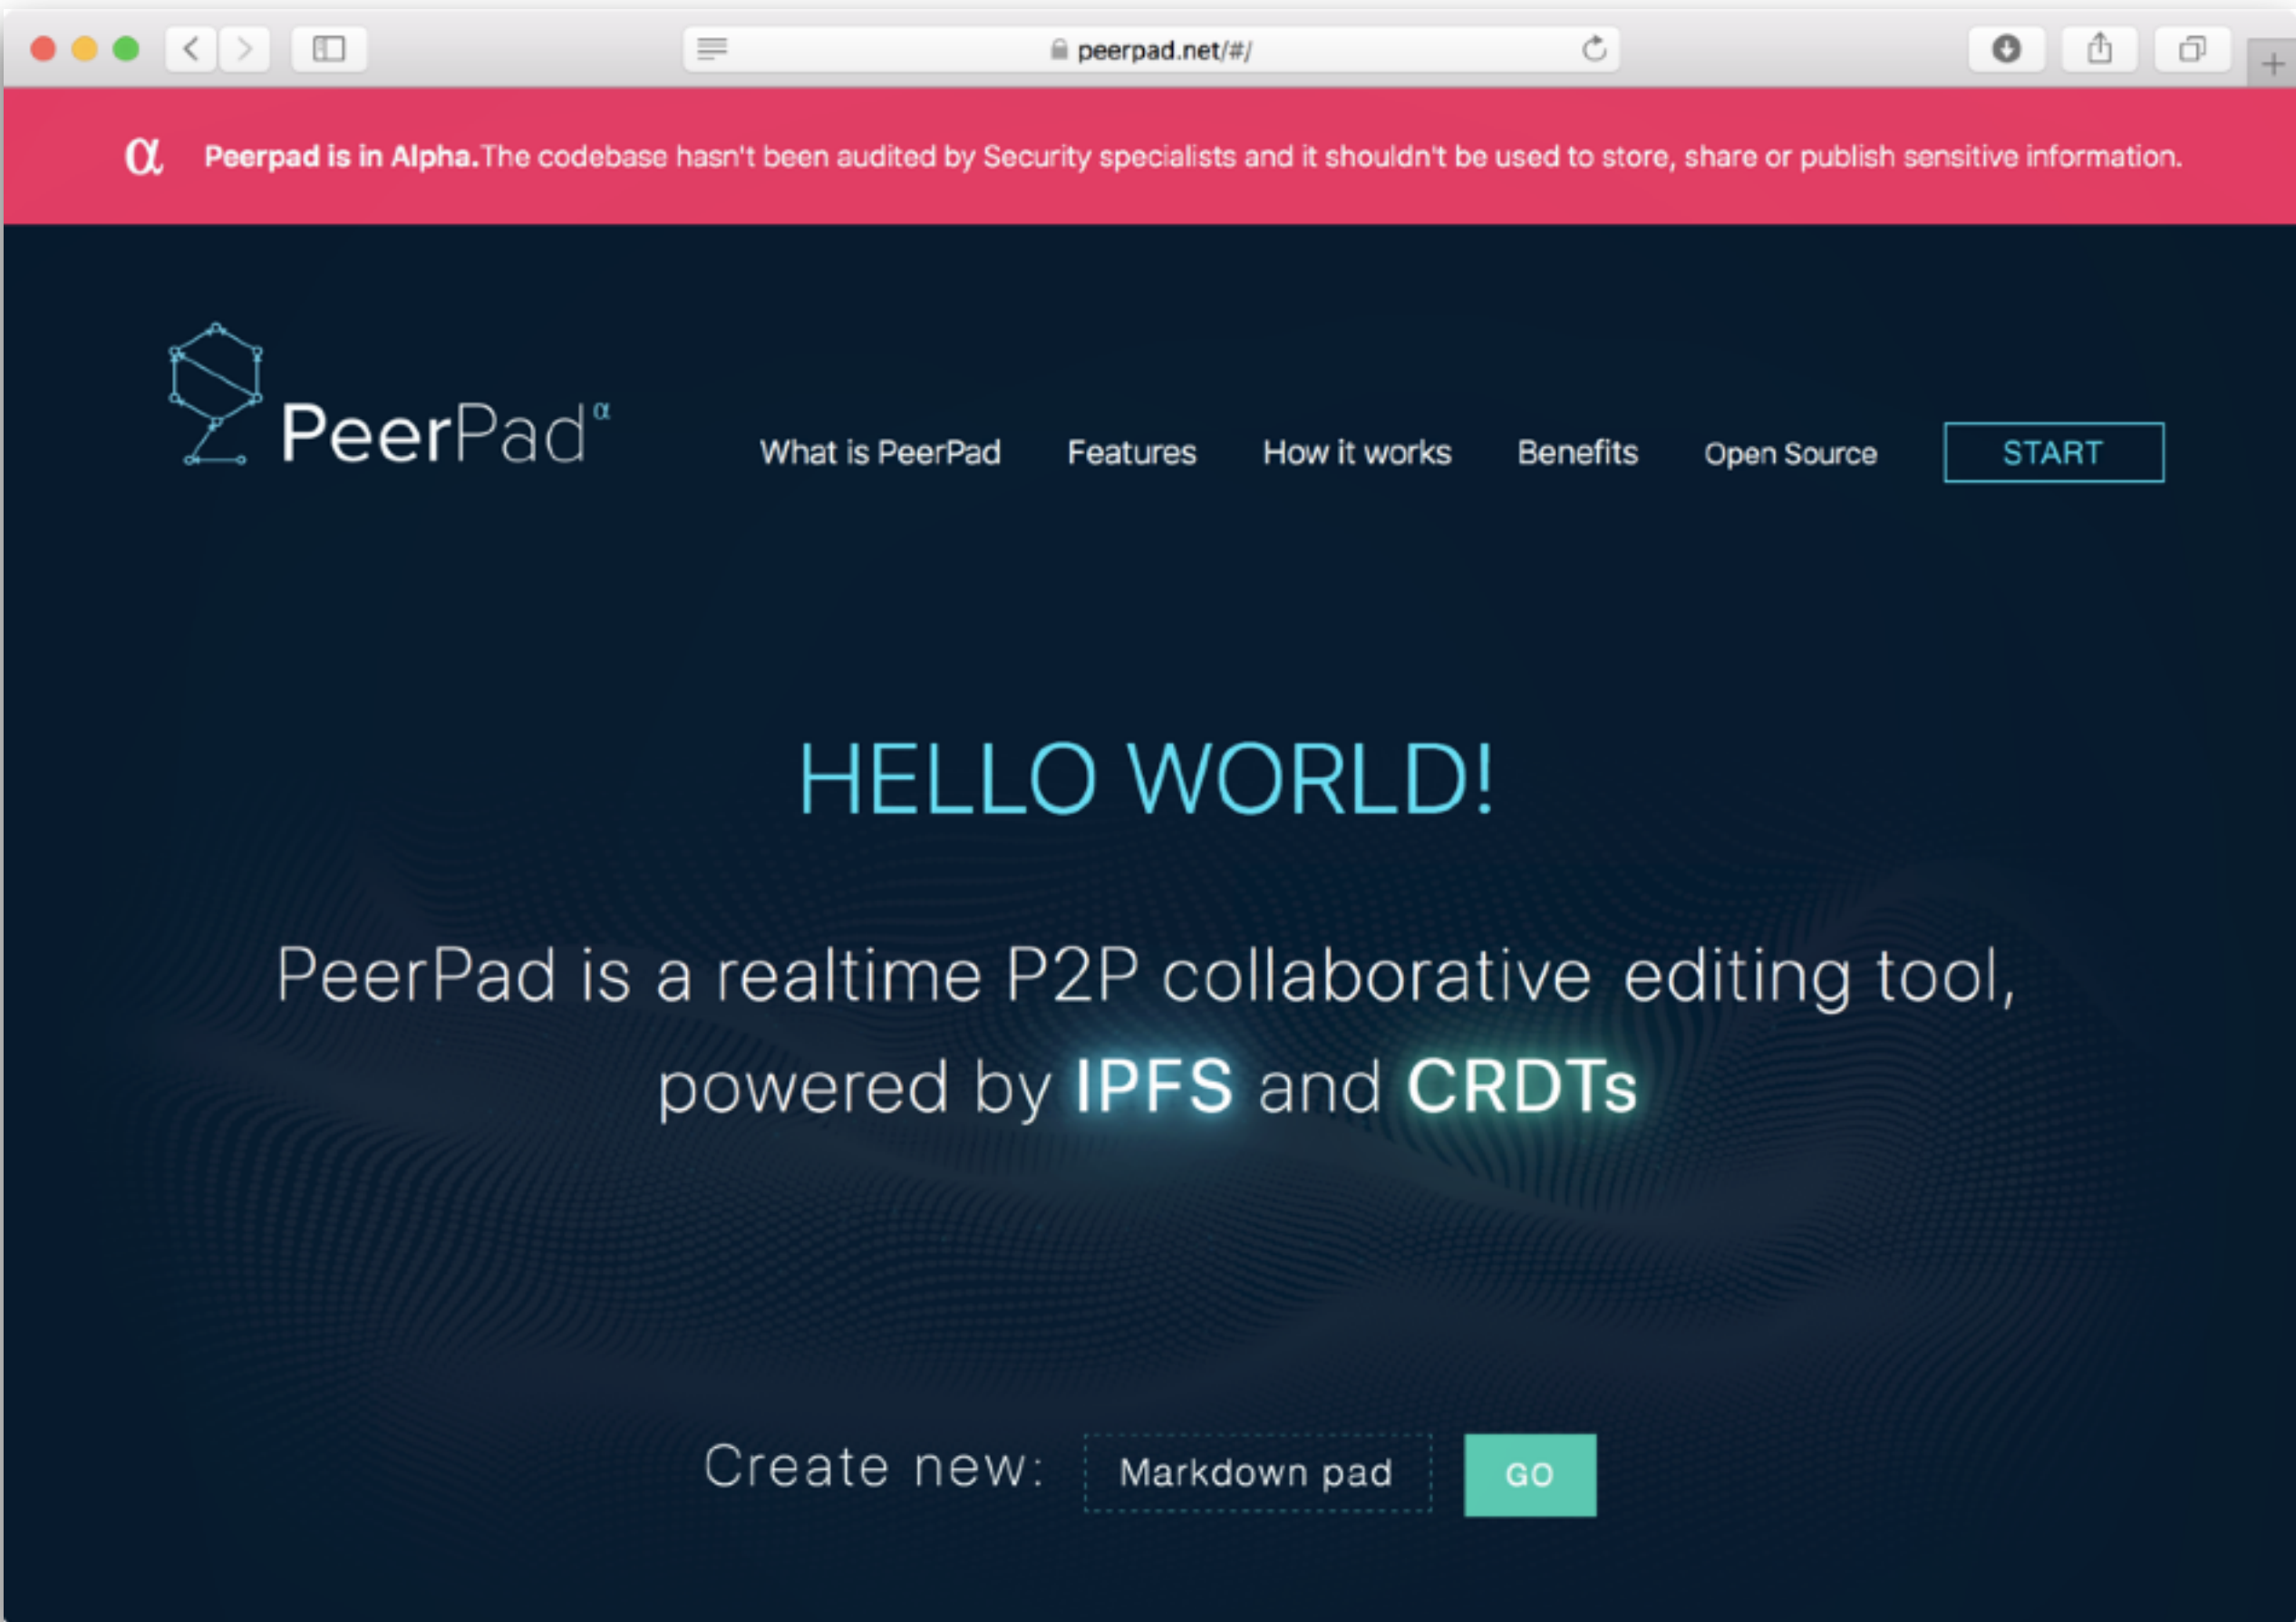 peerpad.net/#/
α Peerpad is in Alpha.The codebase hasn't been audited by Security specialists and it shouldn't be used to store, share or publish sensitive information.
PeerPad α
What is PeerPad Features How it works Benefits Open Source START
HELLO WORLD!
PeerPad is a realtime P2P collaborative editing tool,
powered by IPFS and CRDTs
Create new: Markdown pad GO